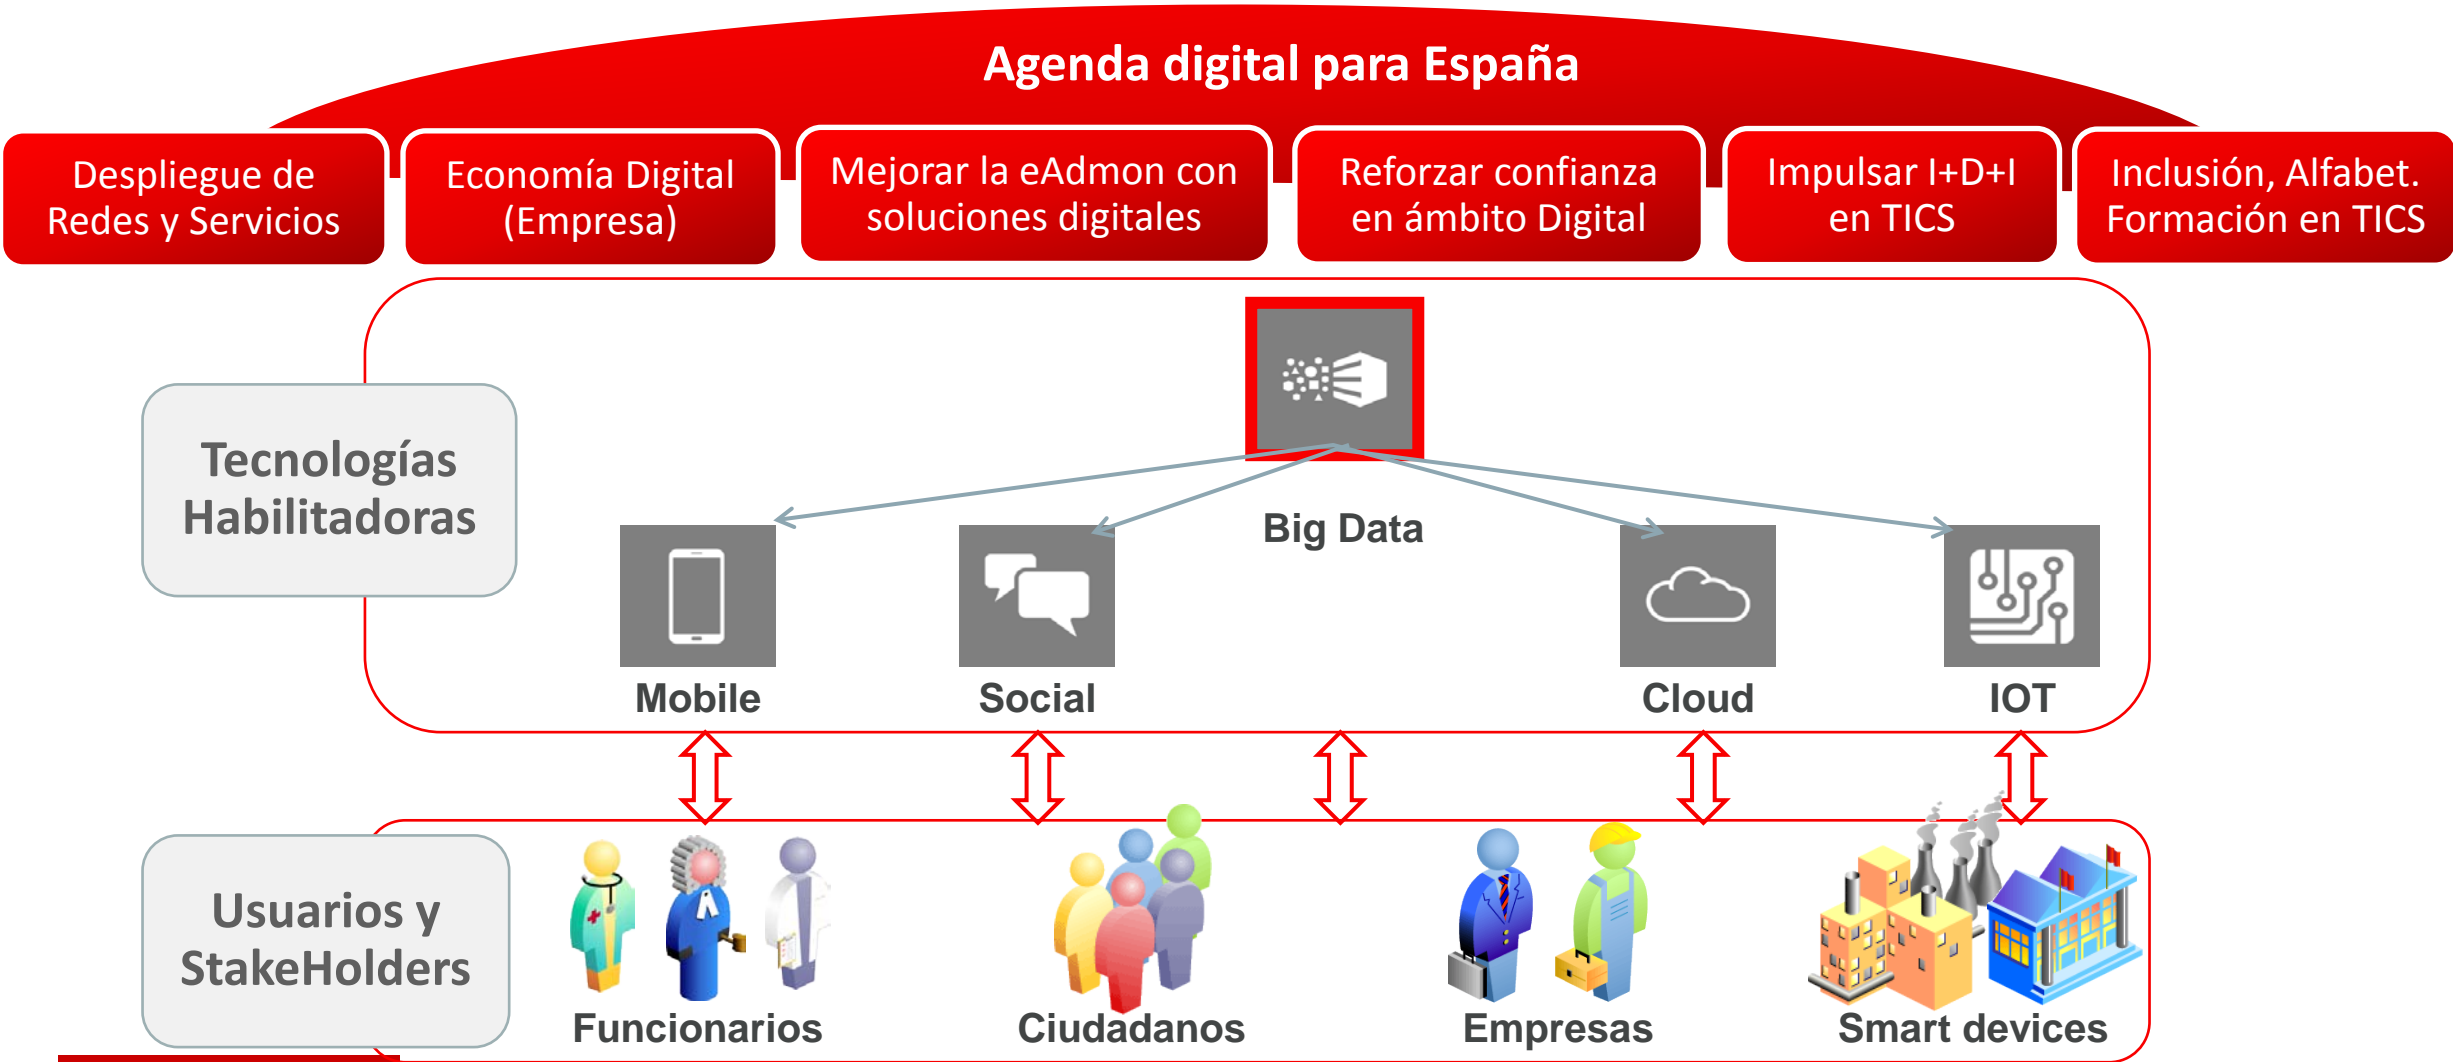 Agenda digital para España
Despliegue de
Redes y Servicios
Economía Digital
(Empresa)
Mejorar la eAdmon con
soluciones digitales
Reforzar confianza
en ámbito Digital
Impulsar I+D+I
en TICS
Inclusión, Alfabet.
Formación en TICS
Tecnologías
Habilitadoras
Big Data
Mobile
Social
Cloud
IOT
Usuarios y
StakeHolders
Funcionarios
Ciudadanos
Empresas
Smart devices